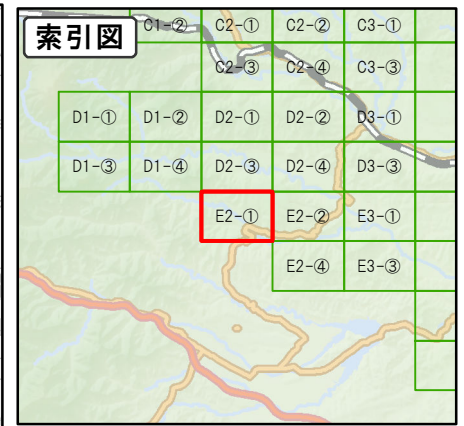 索引図
C1-② C2-① C2-② C3-①
C2-③ C2-④ C3-③
D1-① D1-② D2-① D2-② D3-①
D1-③ D1-④ D2-③ D2-④ D3-③
E2-① E2-② E3-①
E2-④ E3-③